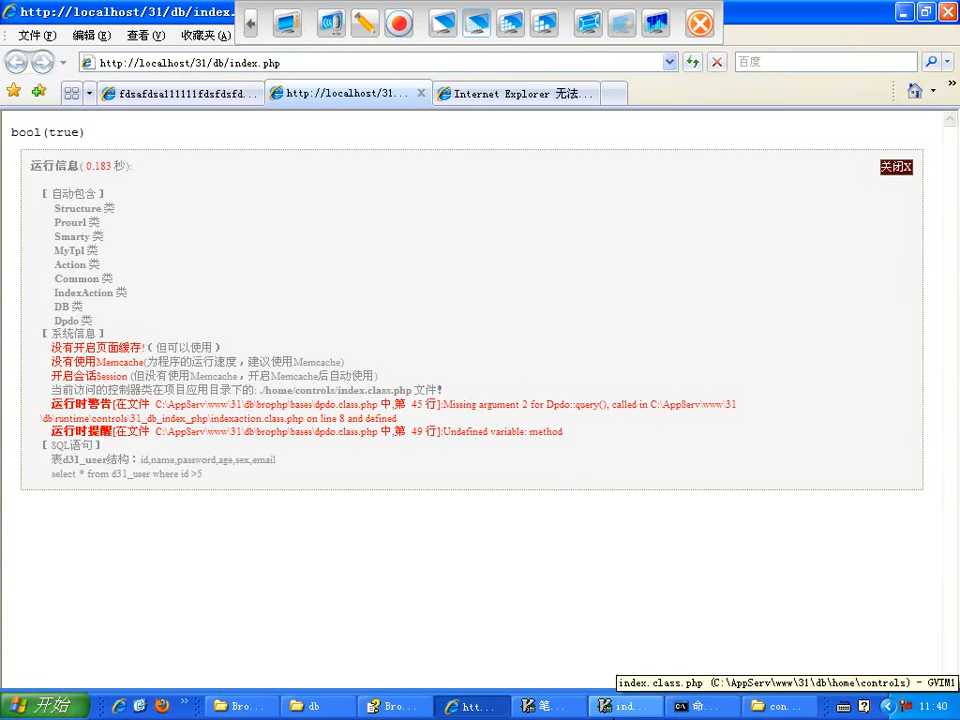 http://localhost/31/db/index.
文件(F) 编辑(E) 查看(V) 收藏夹(A)
http://localhost/31/db/index.php
百度
fdsafdsa111111fdsfdsfd...
http://localhost/31...
Internet Explorer 无法...
bool(true)
运行信息( 0.183 秒):
关闭X
[ 自动包含 ]
Structure 类
Prourl 类
Smarty 类
MyTpl 类
Action 类
Common 类
IndexAction 类
DB 类
Dpdo 类
[ 系统信息 ]
没有开启页面缓存!( 但可以使用 )
没有使用Memcache(为程序的运行速度，建议使用Memcache)
开启会话Session (但没有使用Memcache，开启Memcache后自动使用)
当前访问的控制器类在项目应用目录下的: ./home/controls/index.class.php 文件！
运行时警告[在文件 C:\AppServ\www\31\db\brophp\bases\dpdo.class.php 中,第 45 行]:Missing argument 2 for Dpdo::query(), called in C:\AppServ\www\31
\db\runtime\controls\31_db_index_php\indexaction.class.php on line 8 and defined
运行时提醒[在文件 C:\AppServ\www\31\db\brophp\bases\dpdo.class.php 中,第 49 行]:Undefined variable: method
[ SQL语句 ]
表d31_user结构：id,name,password,age,sex,email
select * from d31_user where id >5
index.class.php (C:\AppServ\www\31\db\home\controls) - GVIM1
开始
Bro...
db
Bro...
htt...
笔...
ind...
命...
con...
11:40